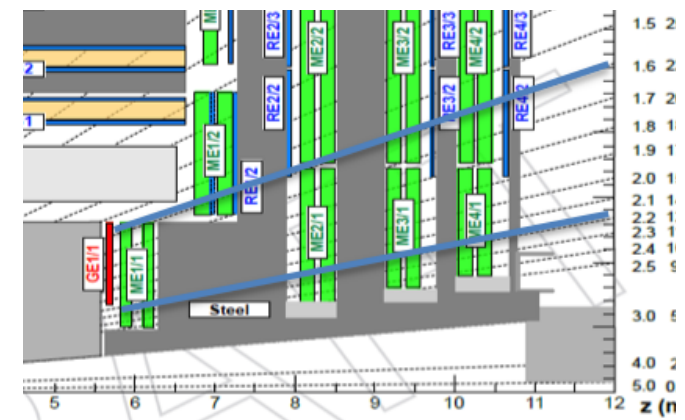 RE2/3
ME2/2
RE3/3
ME3/2
ME4/2
RE4/3
1.5
2
1.6
1
RE2/2
RE3/2
RE4/2
1.7
ME1/2
1.8
1.9
RE1/2
2.0
2.1
2.2
2.3
2.4
2.5
GE1/1
ME1/1
ME2/1
ME3/1
ME4/1
Steel
3.0
4.0
5.0
5 6 7 8 9 10 11 12
z (m